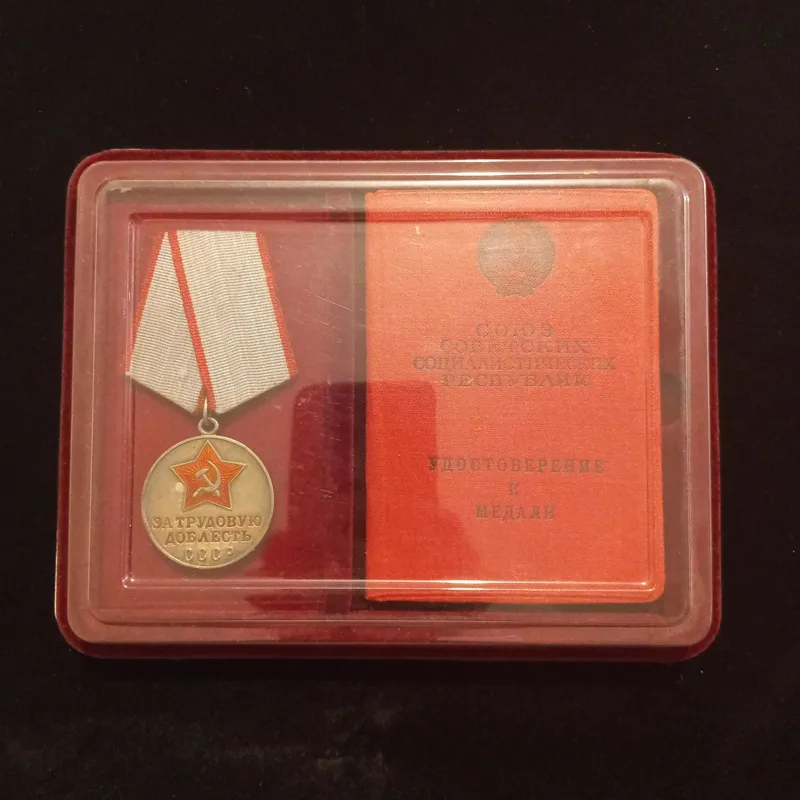 ЗА ТРУДОВУЮ
ДОБЛЕСТЬ
СССР
СОЮЗ
СОВЕТСКИХ
СОЦИАЛИСТИЧЕСКИХ
РЕСПУБЛИК
УДОСТОВЕРЕНИЕ
К
МЕДАЛИ